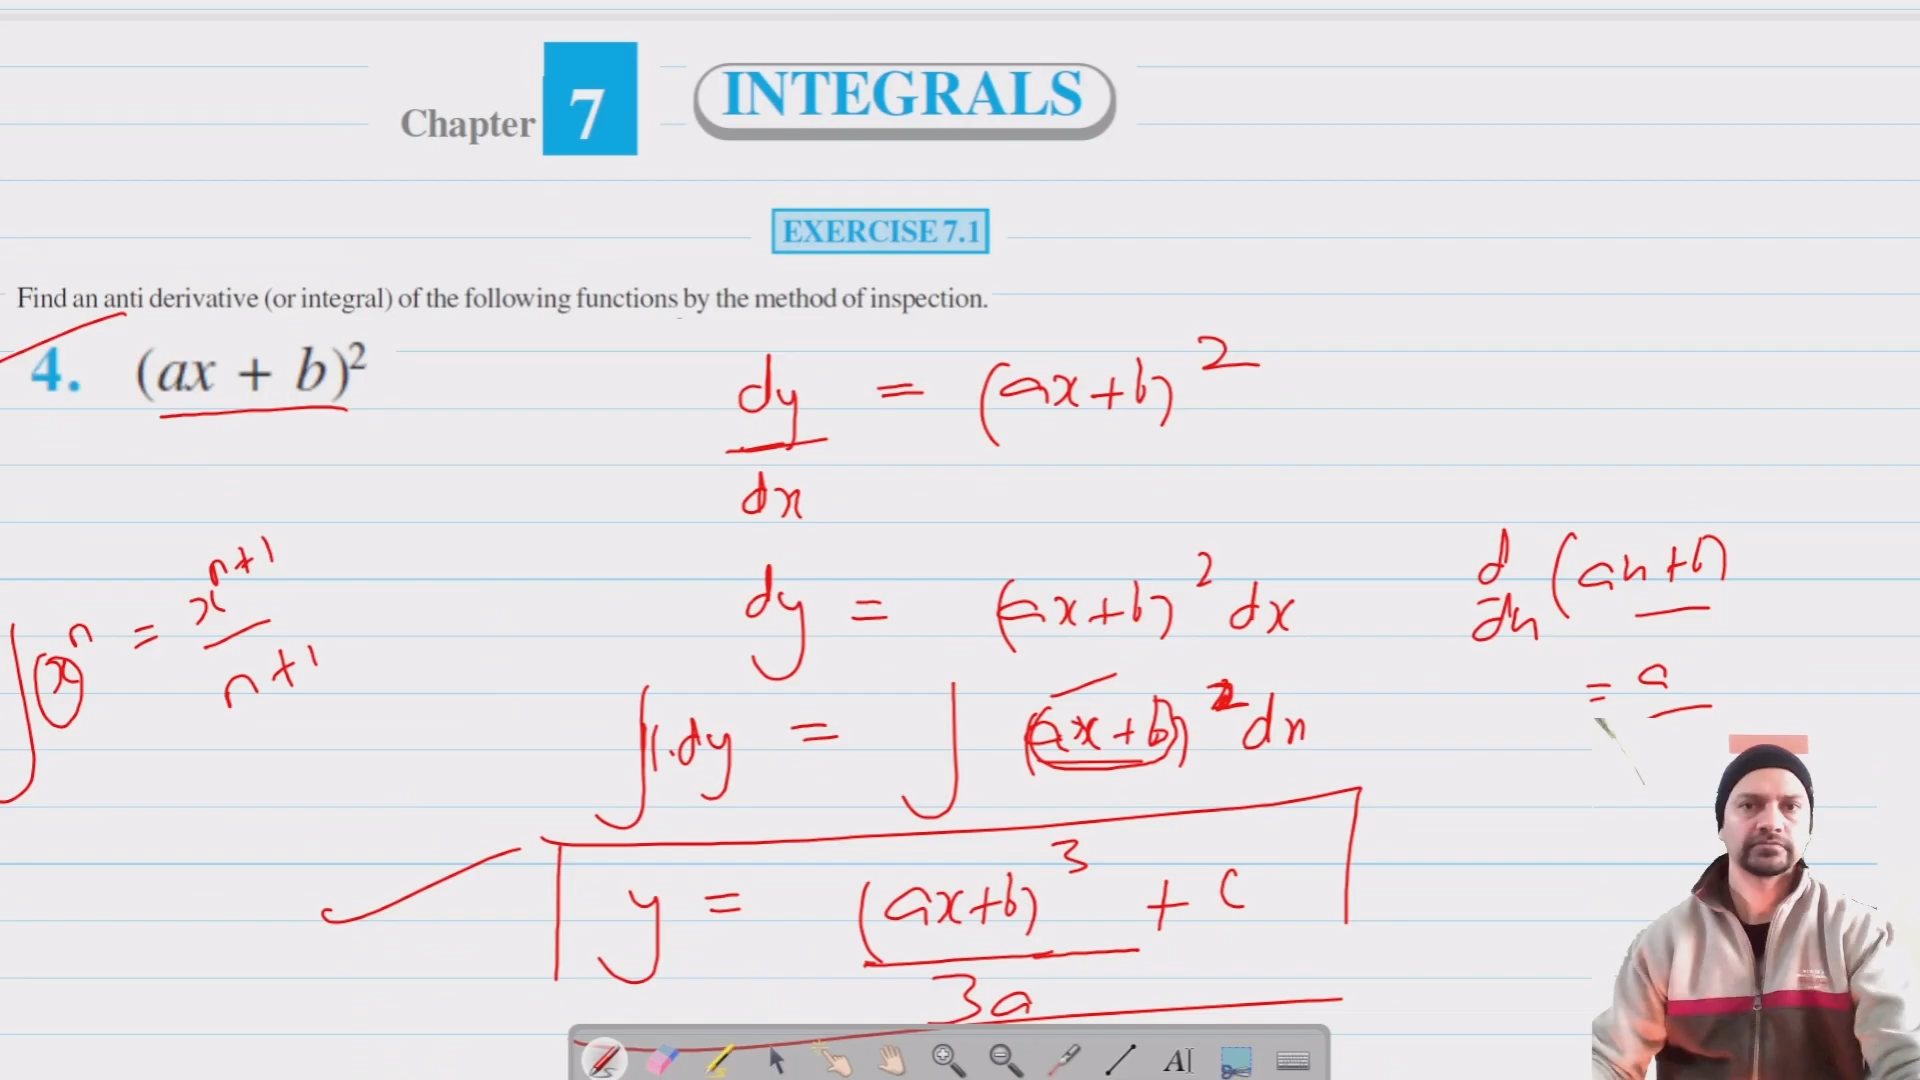 Chapter 7 INTEGRALS
EXERCISE 7.1
Find an anti derivative (or integral) of the following functions by the method of inspection.
4. (ax + b)²
dy/dx = (ax+b)²
dy = (ax+b)² dx
∫1.dy = ∫(ax+b)² dx
y = (ax+b)³/3a + C
∫xⁿ = xⁿ⁺¹/n+1
d/dx (ax+b)
= a
AI